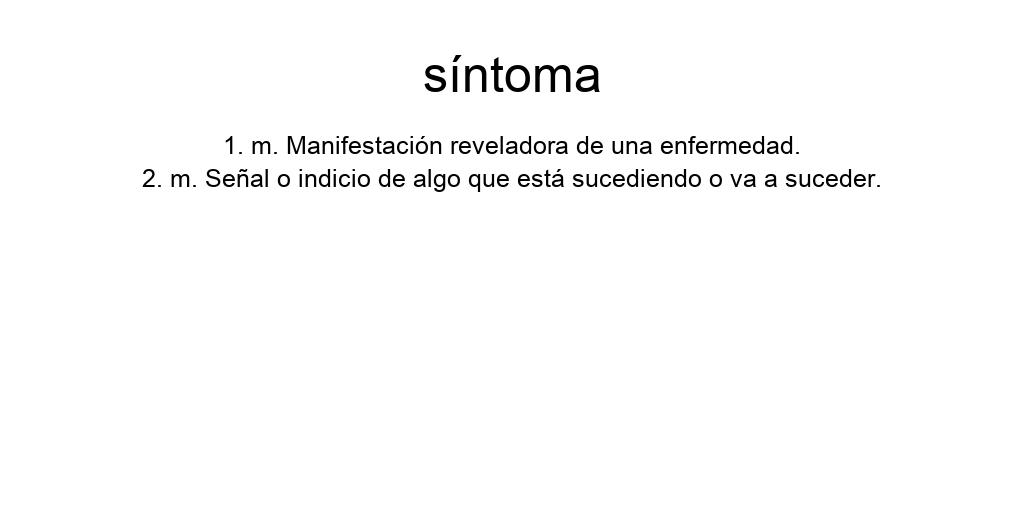 síntoma
1. m. Manifestación reveladora de una enfermedad.
2. m. Señal o indicio de algo que está sucediendo o va a suceder.